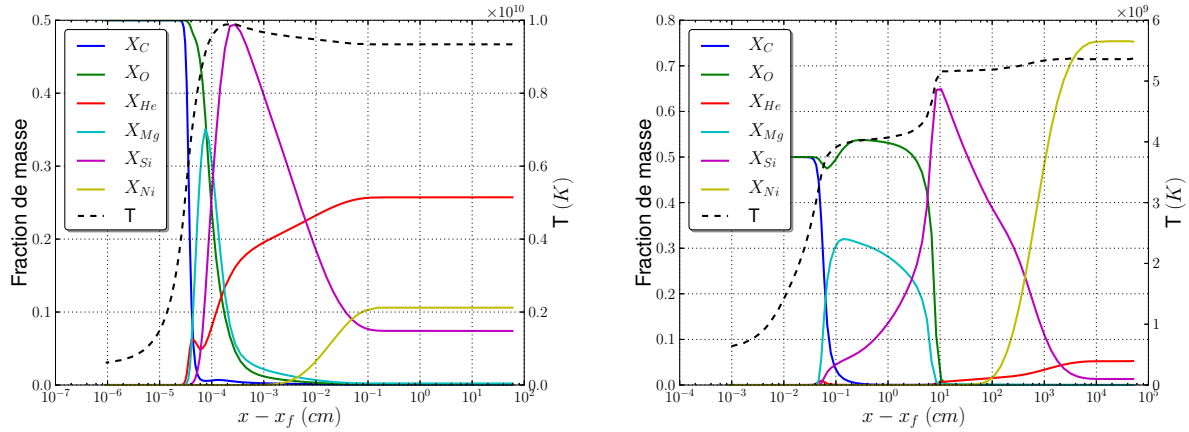 ×10^10
0.5
0.4
0.3
0.2
0.1
0.0
Fraction de masse
X_C
X_O
X_He
X_Mg
X_Si
X_Ni
T
1.0
0.8
0.6
0.4
0.2
0.0
T (K)
10^-7 10^-6 10^-5 10^-4 10^-3 10^-2 10^-1 10^0 10^1 10^2
x − x_f (cm)
×10^9
0.8
0.7
0.6
0.5
0.4
0.3
0.2
0.1
0.0
Fraction de masse
X_C
X_O
X_He
X_Mg
X_Si
X_Ni
T
6
5
4
3
2
1
0
T (K)
10^-4 10^-3 10^-2 10^-1 10^0 10^1 10^2 10^3 10^4 10^5
x − x_f (cm)